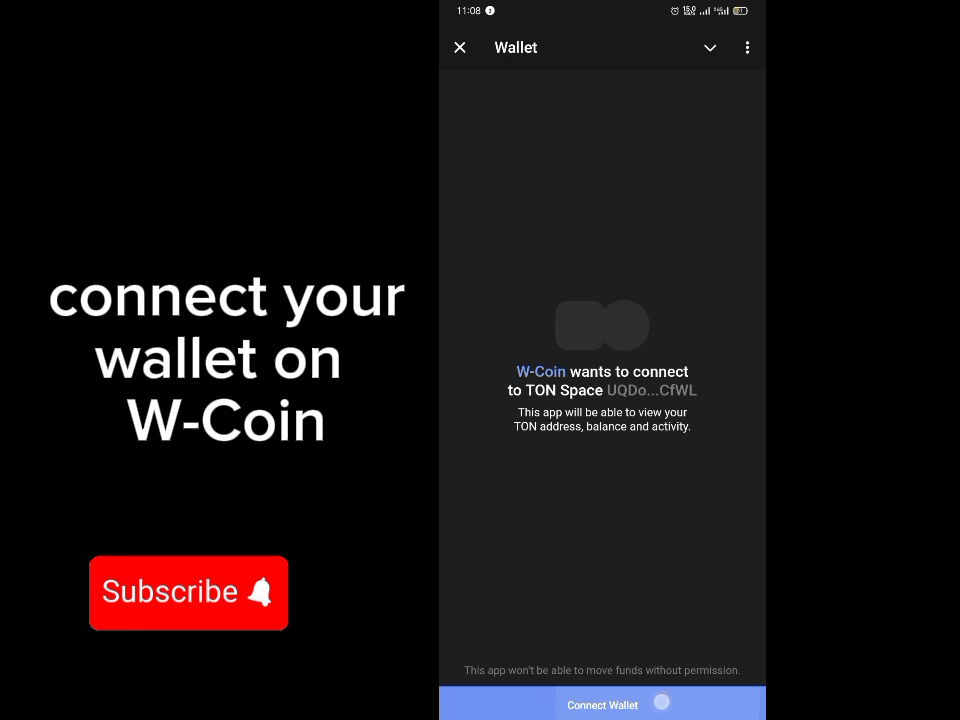 connect your
wallet on
W-Coin
Subscribe
11:08
Wallet
W-Coin wants to connect
to TON Space UQDo...CfWL
This app will be able to view your
TON address, balance and activity.
This app won't be able to move funds without permission.
Connect Wallet